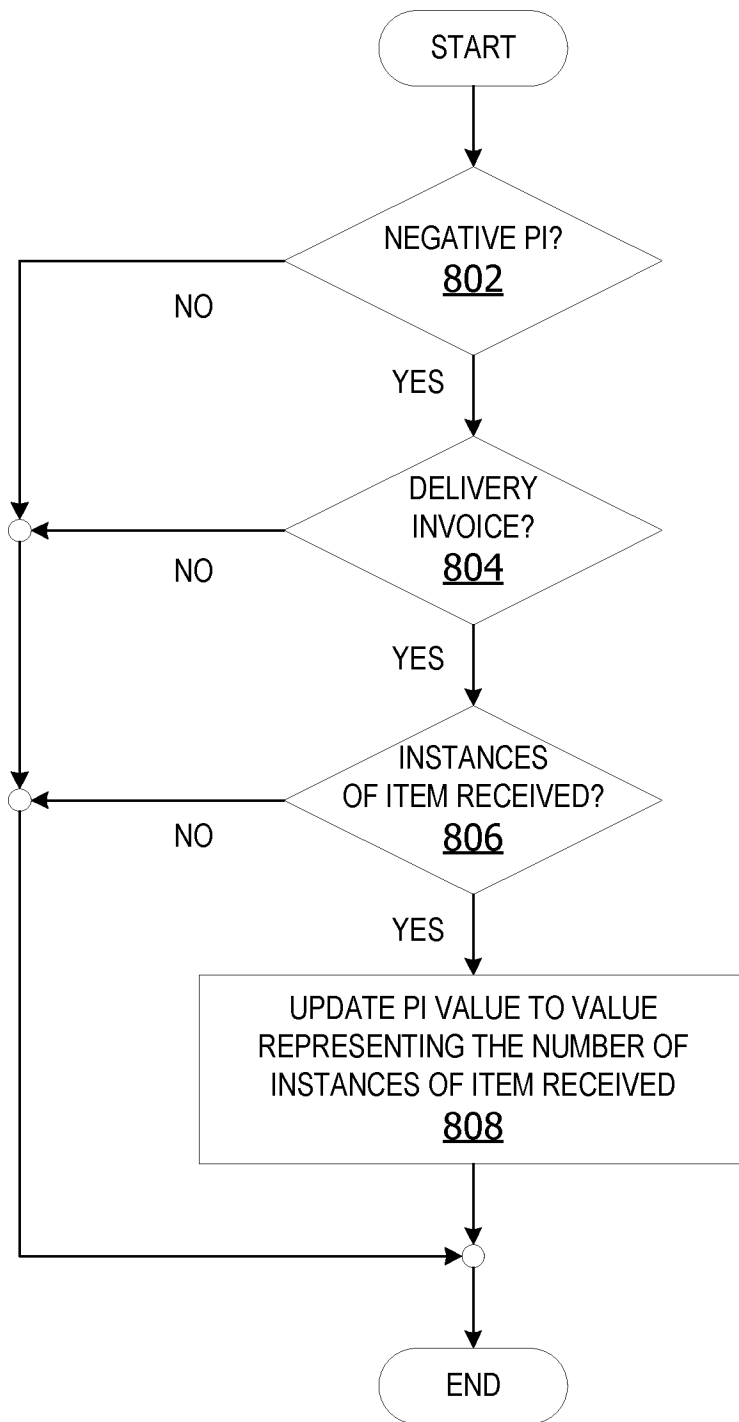 START
NEGATIVE PI?
802
NO
YES
DELIVERY
INVOICE?
804
NO
YES
INSTANCES
OF ITEM RECEIVED?
806
NO
YES
UPDATE PI VALUE TO VALUE
REPRESENTING THE NUMBER OF
INSTANCES OF ITEM RECEIVED
808
END